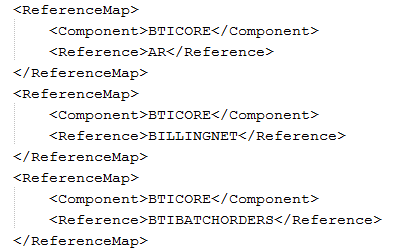 <ReferenceMap>
    <Component>BTICORE</Component>
    <Reference>AR</Reference>
</ReferenceMap>
<ReferenceMap>
    <Component>BTICORE</Component>
    <Reference>BILLINGNET</Reference>
</ReferenceMap>
<ReferenceMap>
    <Component>BTICORE</Component>
    <Reference>BTIBATCHORDERS</Reference>
</ReferenceMap>